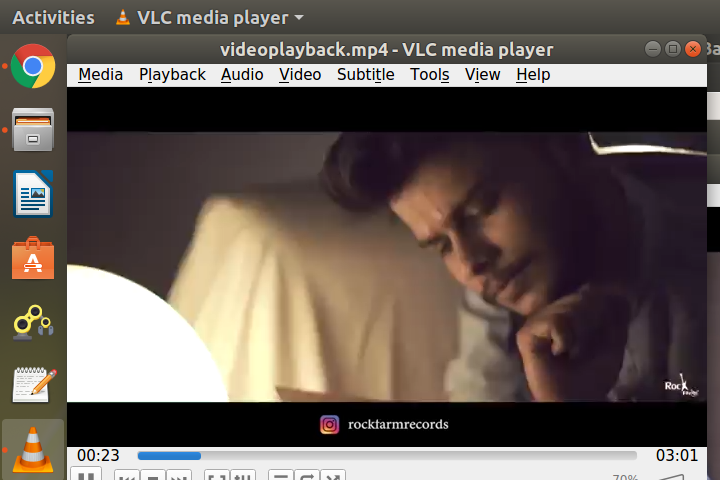 Activities VLC media player
videoplayback.mp4 - VLC media player
Media Playback Audio Video Subtitle Tools View Help
Rock
rockfarmrecords
00:23 03:01
70%